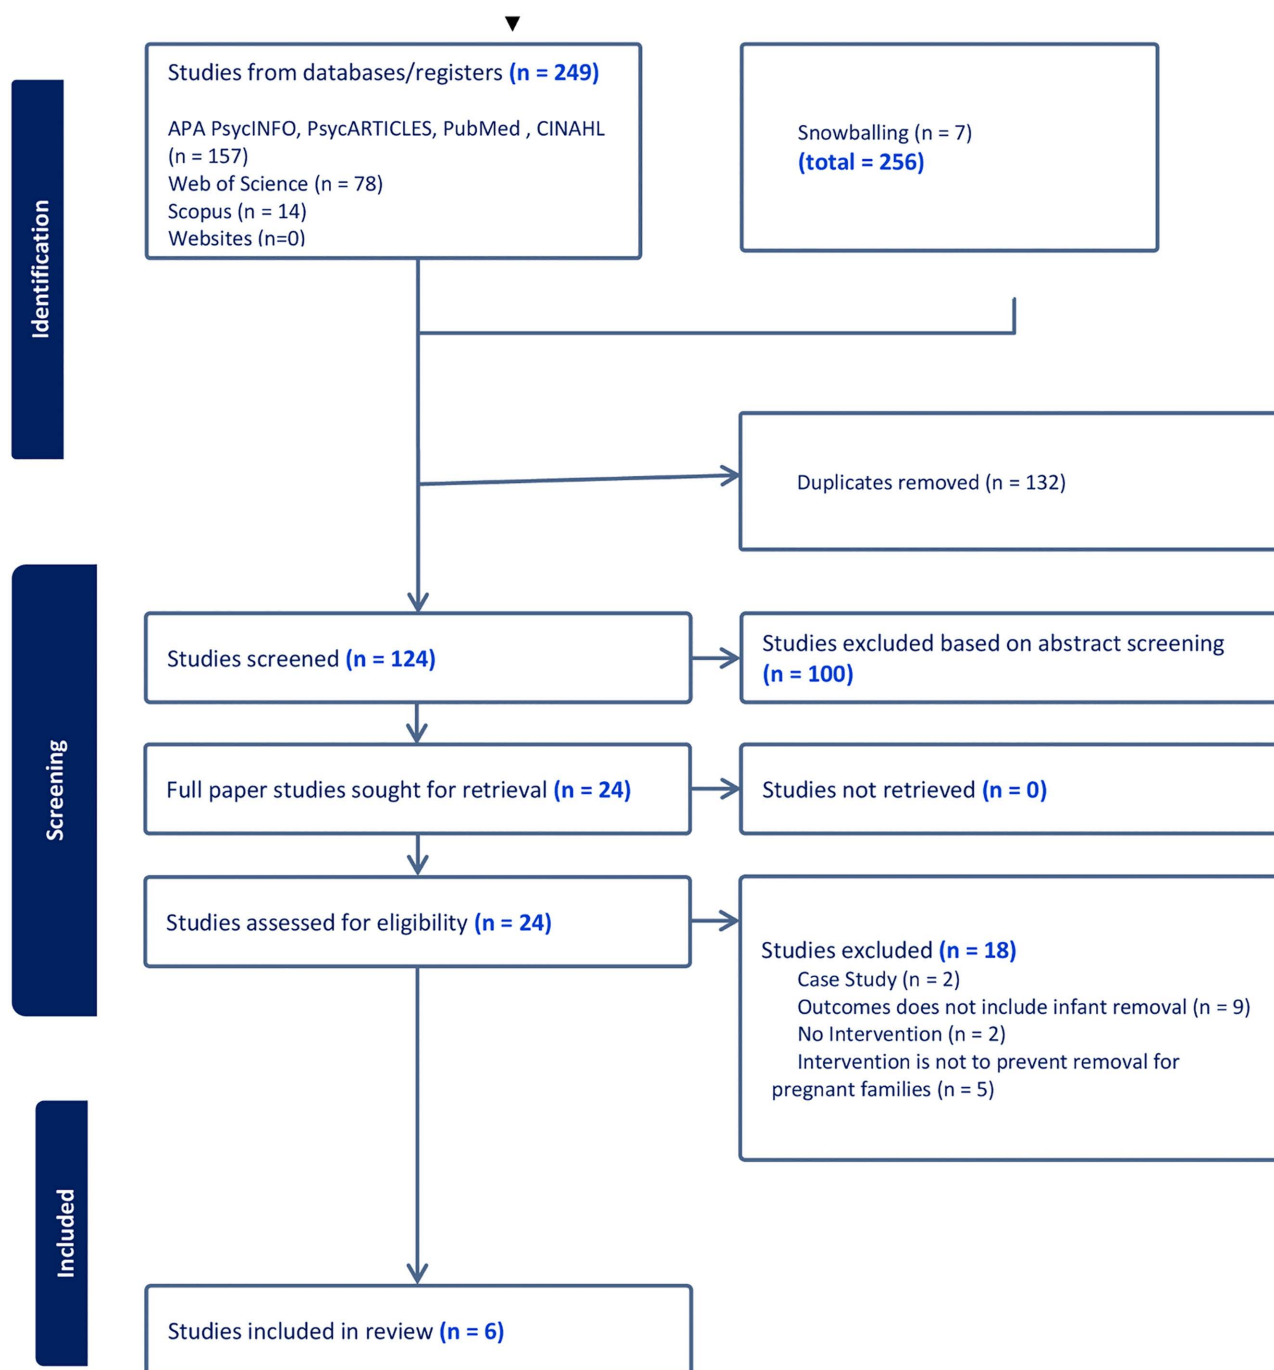 Identification
Studies from databases/registers (n = 249)
APA PsycINFO, PsycARTICLES, PubMed , CINAHL
(n = 157)
Web of Science (n = 78)
Scopus (n = 14)
Websites (n=0)
Snowballing (n = 7)
(total = 256)
Duplicates removed (n = 132)
Screening
Studies screened (n = 124)
Studies excluded based on abstract screening
(n = 100)
Full paper studies sought for retrieval (n = 24)
Studies not retrieved (n = 0)
Studies assessed for eligibility (n = 24)
Studies excluded (n = 18)
Case Study (n = 2)
Outcomes does not include infant removal (n = 9)
No Intervention (n = 2)
Intervention is not to prevent removal for
pregnant families (n = 5)
Included
Studies included in review (n = 6)